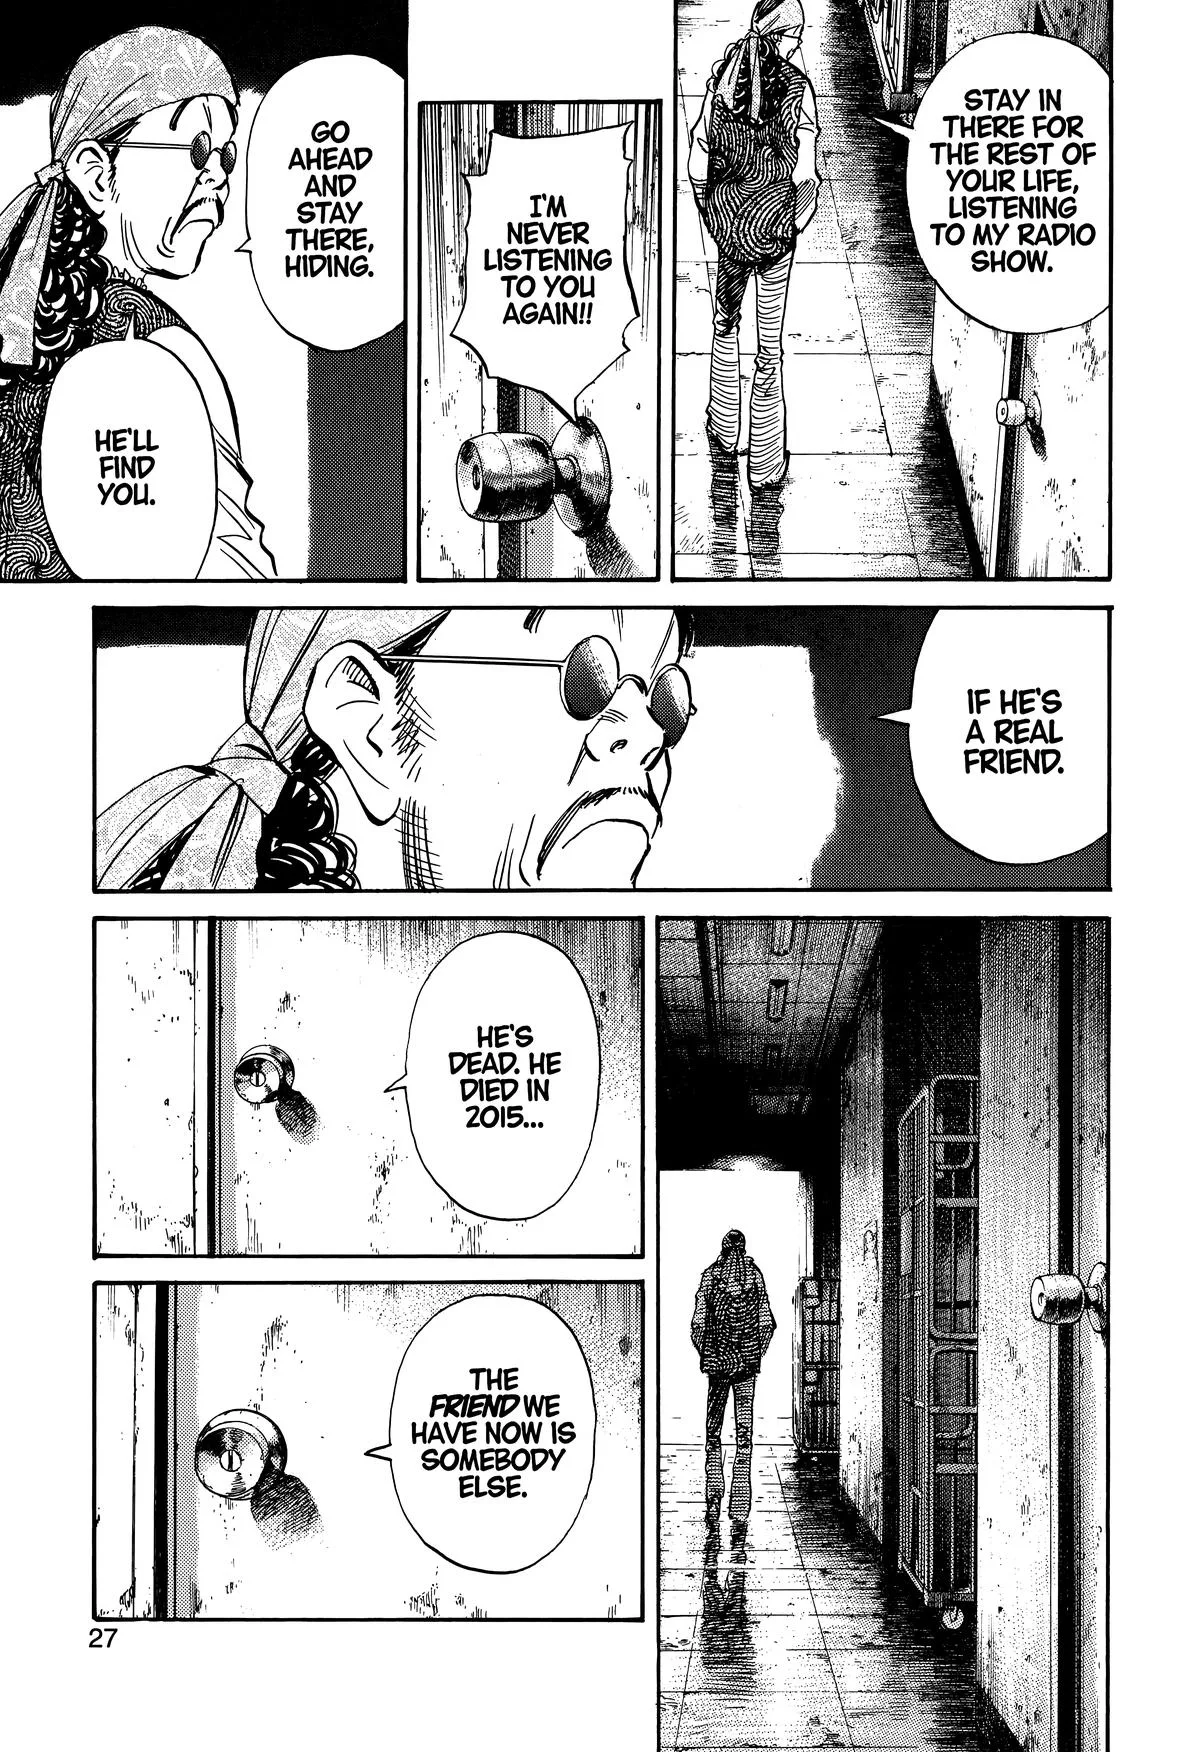 STAY IN
THERE FOR
THE REST OF
YOUR LIFE,
LISTENING
TO MY RADIO
SHOW.
I'M
NEVER
LISTENING
TO YOU
AGAIN!!
GO
AHEAD
AND
STAY
THERE,
HIDING.
HE'LL
FIND
YOU.
IF HE'S
A REAL
FRIEND.
HE'S
DEAD. HE
DIED IN
2015...
THE
FRIEND WE
HAVE NOW IS
SOMEBODY
ELSE.
27